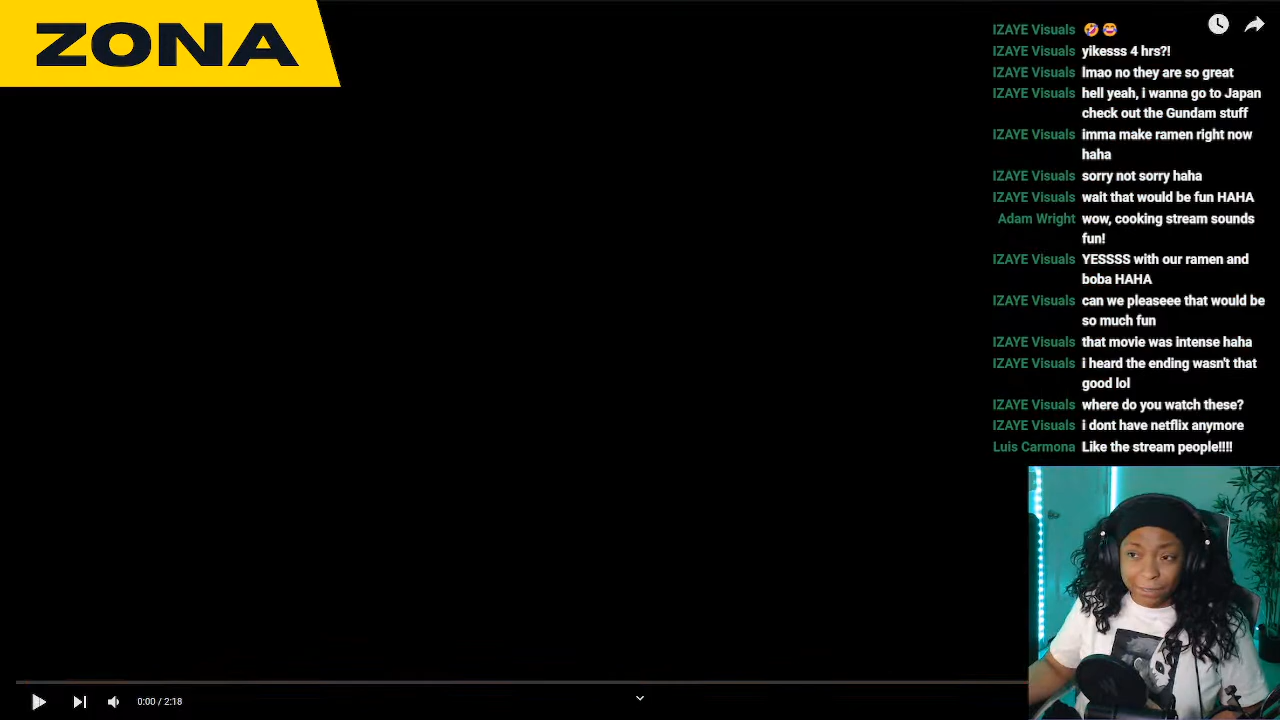 ZONA
IZAYE Visuals 🤣 😂
IZAYE Visuals yikesss 4 hrs?!
IZAYE Visuals lmao no they are so great
IZAYE Visuals hell yeah, i wanna go to Japan
check out the Gundam stuff
IZAYE Visuals imma make ramen right now
haha
IZAYE Visuals sorry not sorry haha
IZAYE Visuals wait that would be fun HAHA
Adam Wright wow, cooking stream sounds
fun!
IZAYE Visuals YESSSS with our ramen and
boba HAHA
IZAYE Visuals can we pleaseee that would be
so much fun
IZAYE Visuals that movie was intense haha
IZAYE Visuals i heard the ending wasn't that
good lol
IZAYE Visuals where do you watch these?
IZAYE Visuals i dont have netflix anymore
Luis Carmona Like the stream people!!!!
0:00 / 2:18